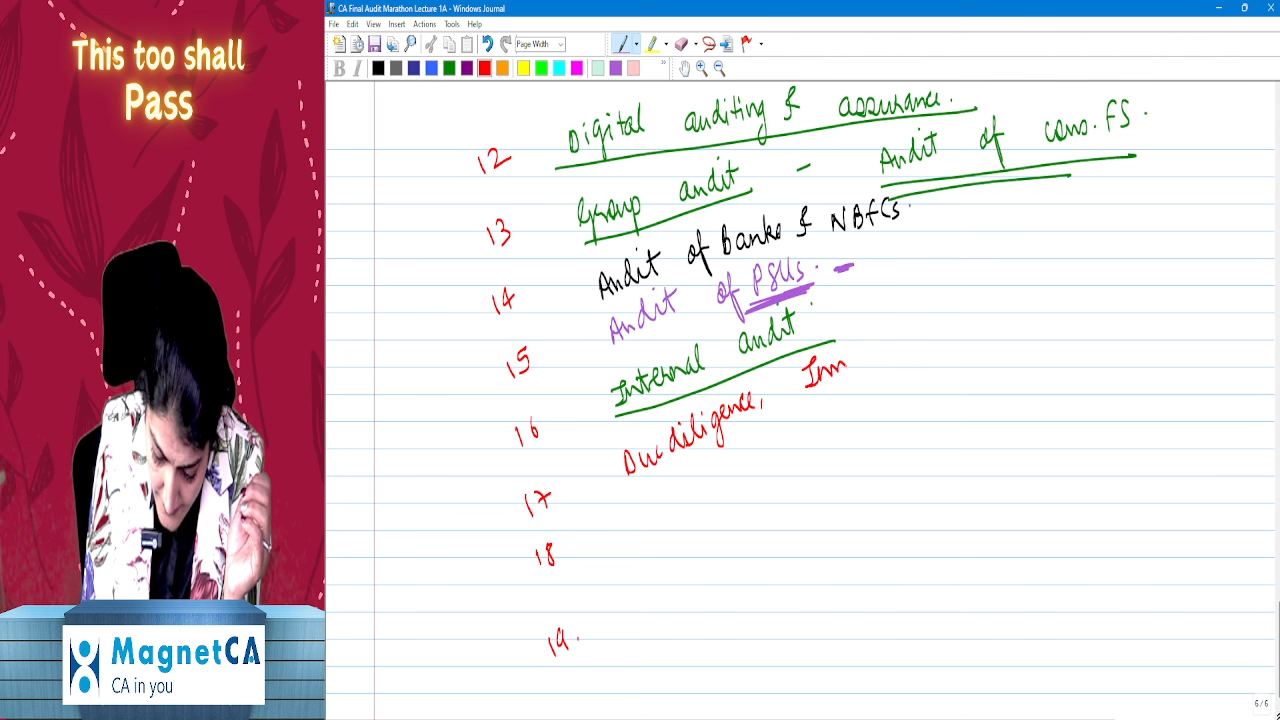 This too shall
Pass
CA Final Audit Marathon Lecture 1A - Windows Journal
File Edit View Insert Actions Tools Help
Page Width
B I
12 Digital auditing & assurance.
13 Group audit - Audit of cons. FS.
14 Audit of Banks & NBFCs.
15 Audit of PSUs. -
16 Internal audit.
17 Due diligence, Inv
18
19.
MagnetCA
CA in you
6 / 6